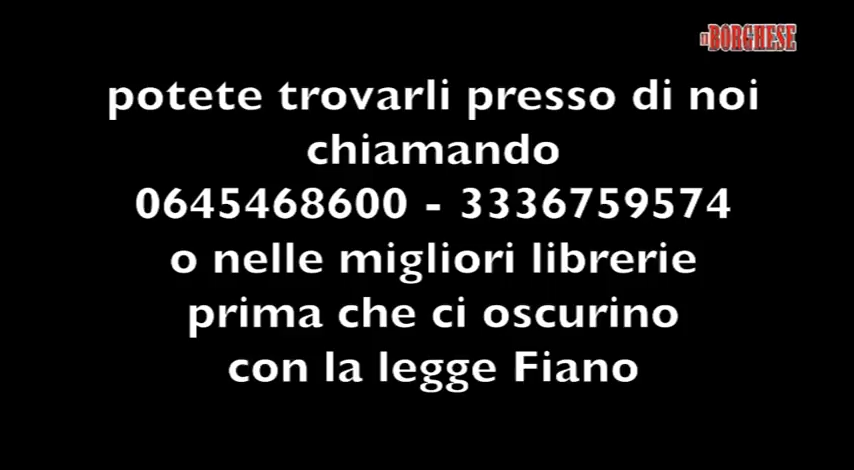 il BORGHESE
potete trovarli presso di noi
chiamando
0645468600 - 3336759574
o nelle migliori librerie
prima che ci oscurino
con la legge Fiano